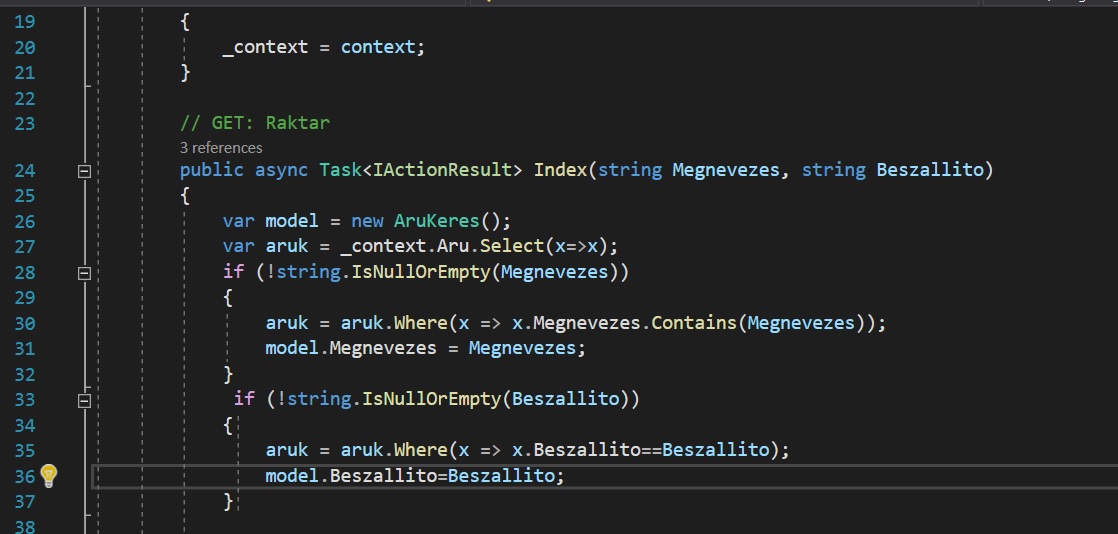 19 {
20 _context = context;
21 }
22
23 // GET: Raktar
3 references
24 public async Task<IActionResult> Index(string Megnevezes, string Beszallito)
25 {
26 var model = new AruKeres();
27 var aruk = _context.Aru.Select(x=>x);
28 if (!string.IsNullOrEmpty(Megnevezes))
29 {
30 aruk = aruk.Where(x => x.Megnevezes.Contains(Megnevezes));
31 model.Megnevezes = Megnevezes;
32 }
33 if (!string.IsNullOrEmpty(Beszallito))
34 {
35 aruk = aruk.Where(x => x.Beszallito==Beszallito);
36 model.Beszallito=Beszallito;
37 }
38